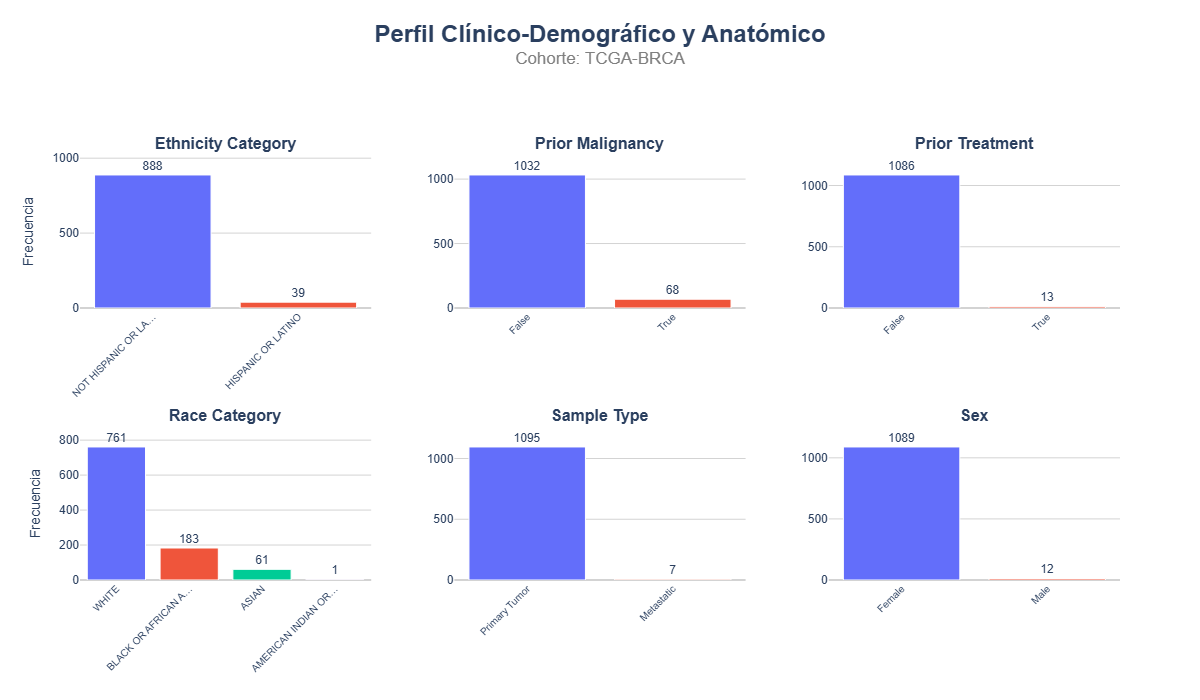 Perfil Clínico-Demográfico y Anatómico
Cohorte: TCGA-BRCA
Ethnicity Category
Frecuencia
1000
500
0
888
39
NOT HISPANIC OR LA...
HISPANIC OR LATINO
Prior Malignancy
1000
500
0
1032
68
False
True
Prior Treatment
1000
500
0
1086
13
False
True
Race Category
Frecuencia
800
600
400
200
0
761
183
61
1
WHITE
BLACK OR AFRICAN A...
ASIAN
AMERICAN INDIAN OR...
Sample Type
1000
500
0
1095
7
Primary Tumor
Metastatic
Sex
1000
500
0
1089
12
Female
Male